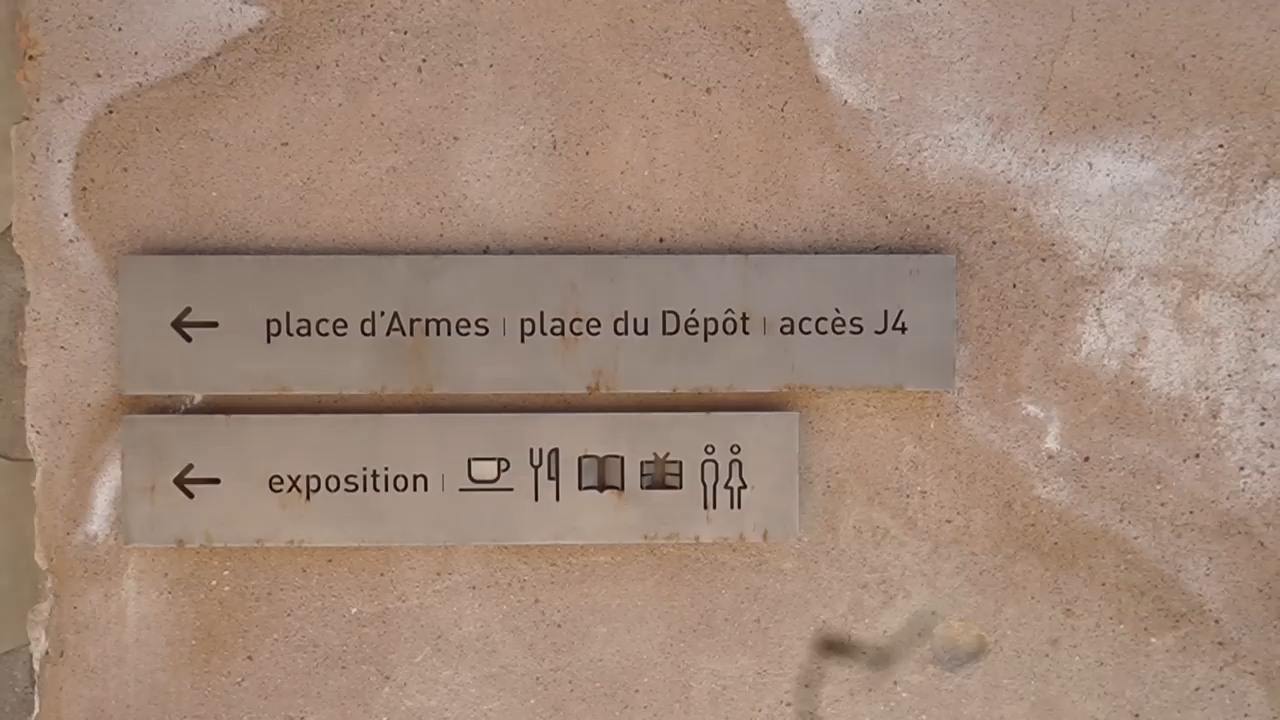 ← place d'Armes | place du Dépôt | accès J4
← exposition |